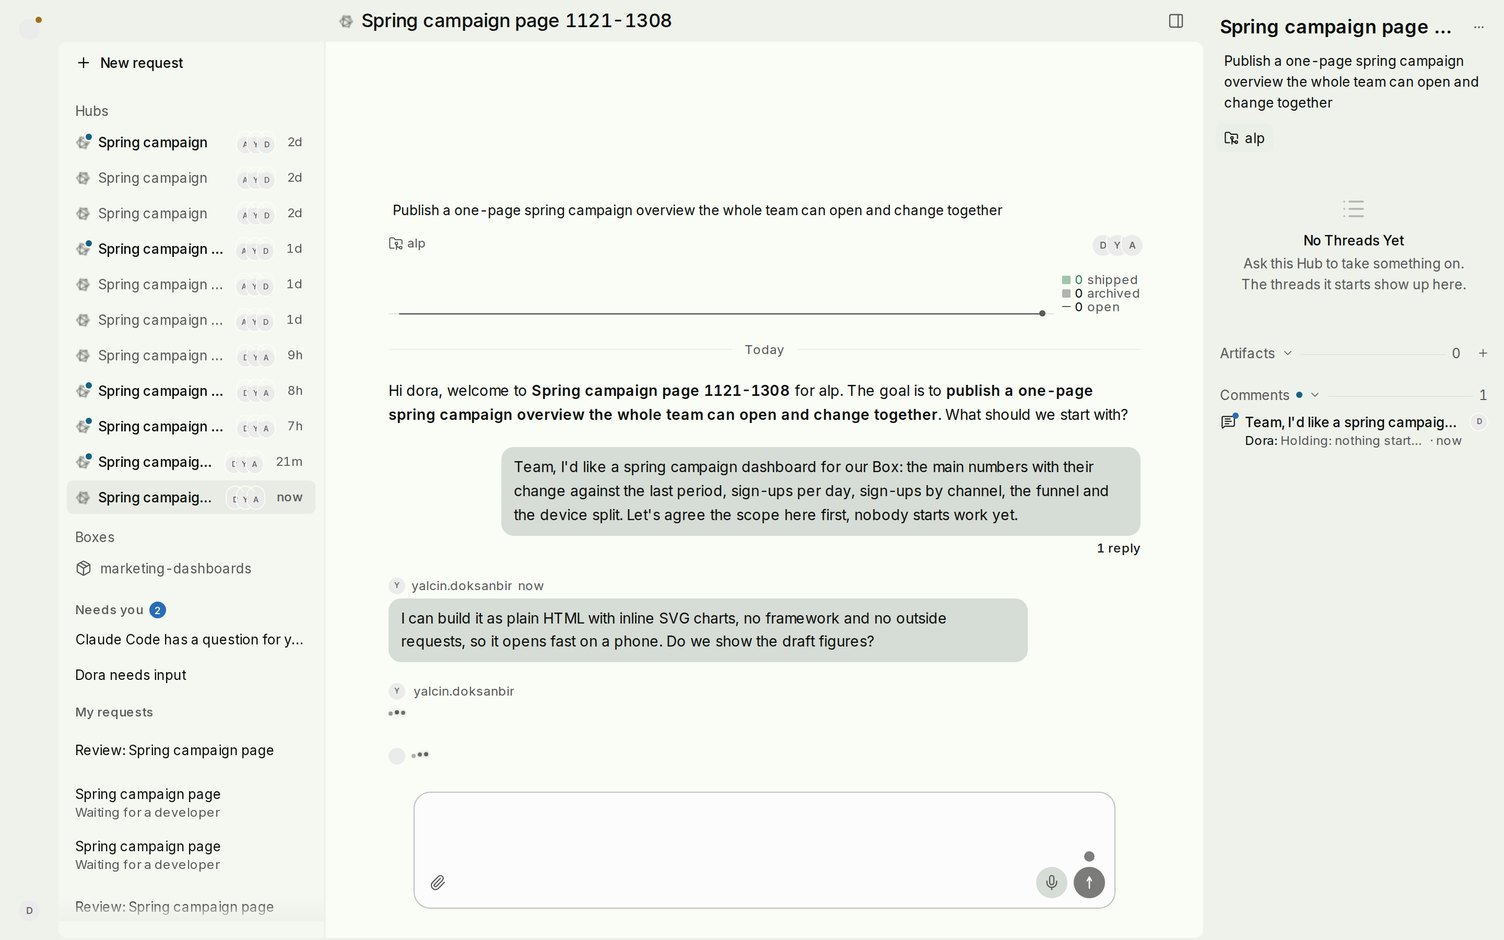 Spring campaign page 1121-1308
New request
Hubs
Spring campaign A Y D 2d
Spring campaign A Y D 2d
Spring campaign A Y D 2d
Spring campaign ... A Y D 1d
Spring campaign ... A Y D 1d
Spring campaign ... A Y D 1d
Spring campaign ... D Y A 9h
Spring campaign ... D Y A 8h
Spring campaign ... D Y A 7h
Spring campaig... D Y A 21m
Spring campaig... D Y A now
Boxes
marketing-dashboards
Needs you 2
Claude Code has a question for y...
Dora needs input
My requests
Review: Spring campaign page
Spring campaign page
Waiting for a developer
Spring campaign page
Waiting for a developer
Review: Spring campaign page
D
Publish a one-page spring campaign overview the whole team can open and change together
alp
D Y A
0 shipped
0 archived
0 open
Today
Hi dora, welcome to Spring campaign page 1121-1308 for alp. The goal is to publish a one-page
spring campaign overview the whole team can open and change together. What should we start with?
Team, I'd like a spring campaign dashboard for our Box: the main numbers with their
change against the last period, sign-ups per day, sign-ups by channel, the funnel and
the device split. Let's agree the scope here first, nobody starts work yet.
1 reply
Y yalcin.doksanbir now
I can build it as plain HTML with inline SVG charts, no framework and no outside
requests, so it opens fast on a phone. Do we show the draft figures?
Y yalcin.doksanbir
Spring campaign page ...
Publish a one-page spring campaign
overview the whole team can open and
change together
alp
No Threads Yet
Ask this Hub to take something on.
The threads it starts show up here.
Artifacts 0
Comments 1
Team, I'd like a spring campaig... D
Dora: Holding: nothing start... · now